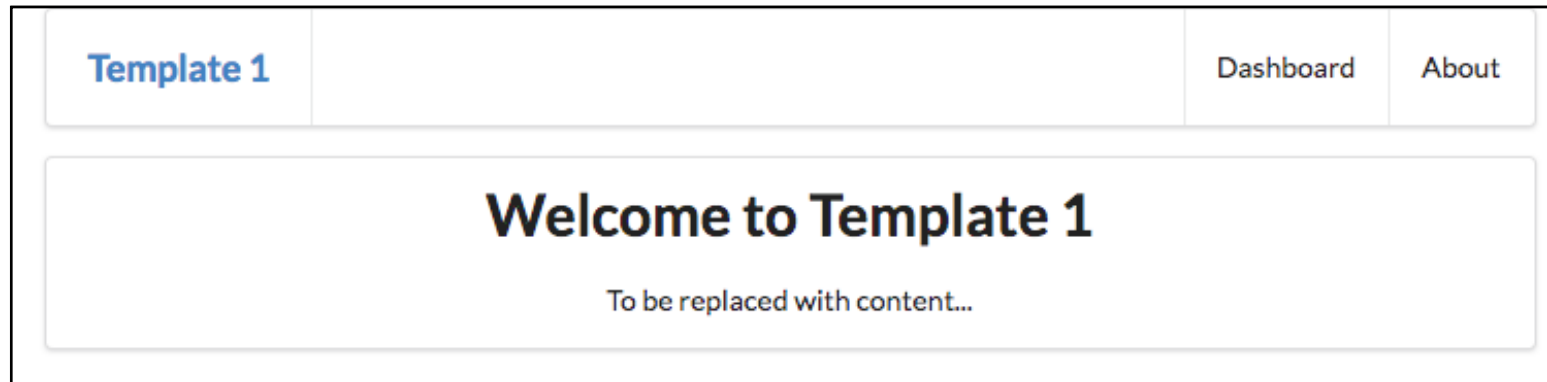 Template 1
Dashboard
About
Welcome to Template 1
To be replaced with content...